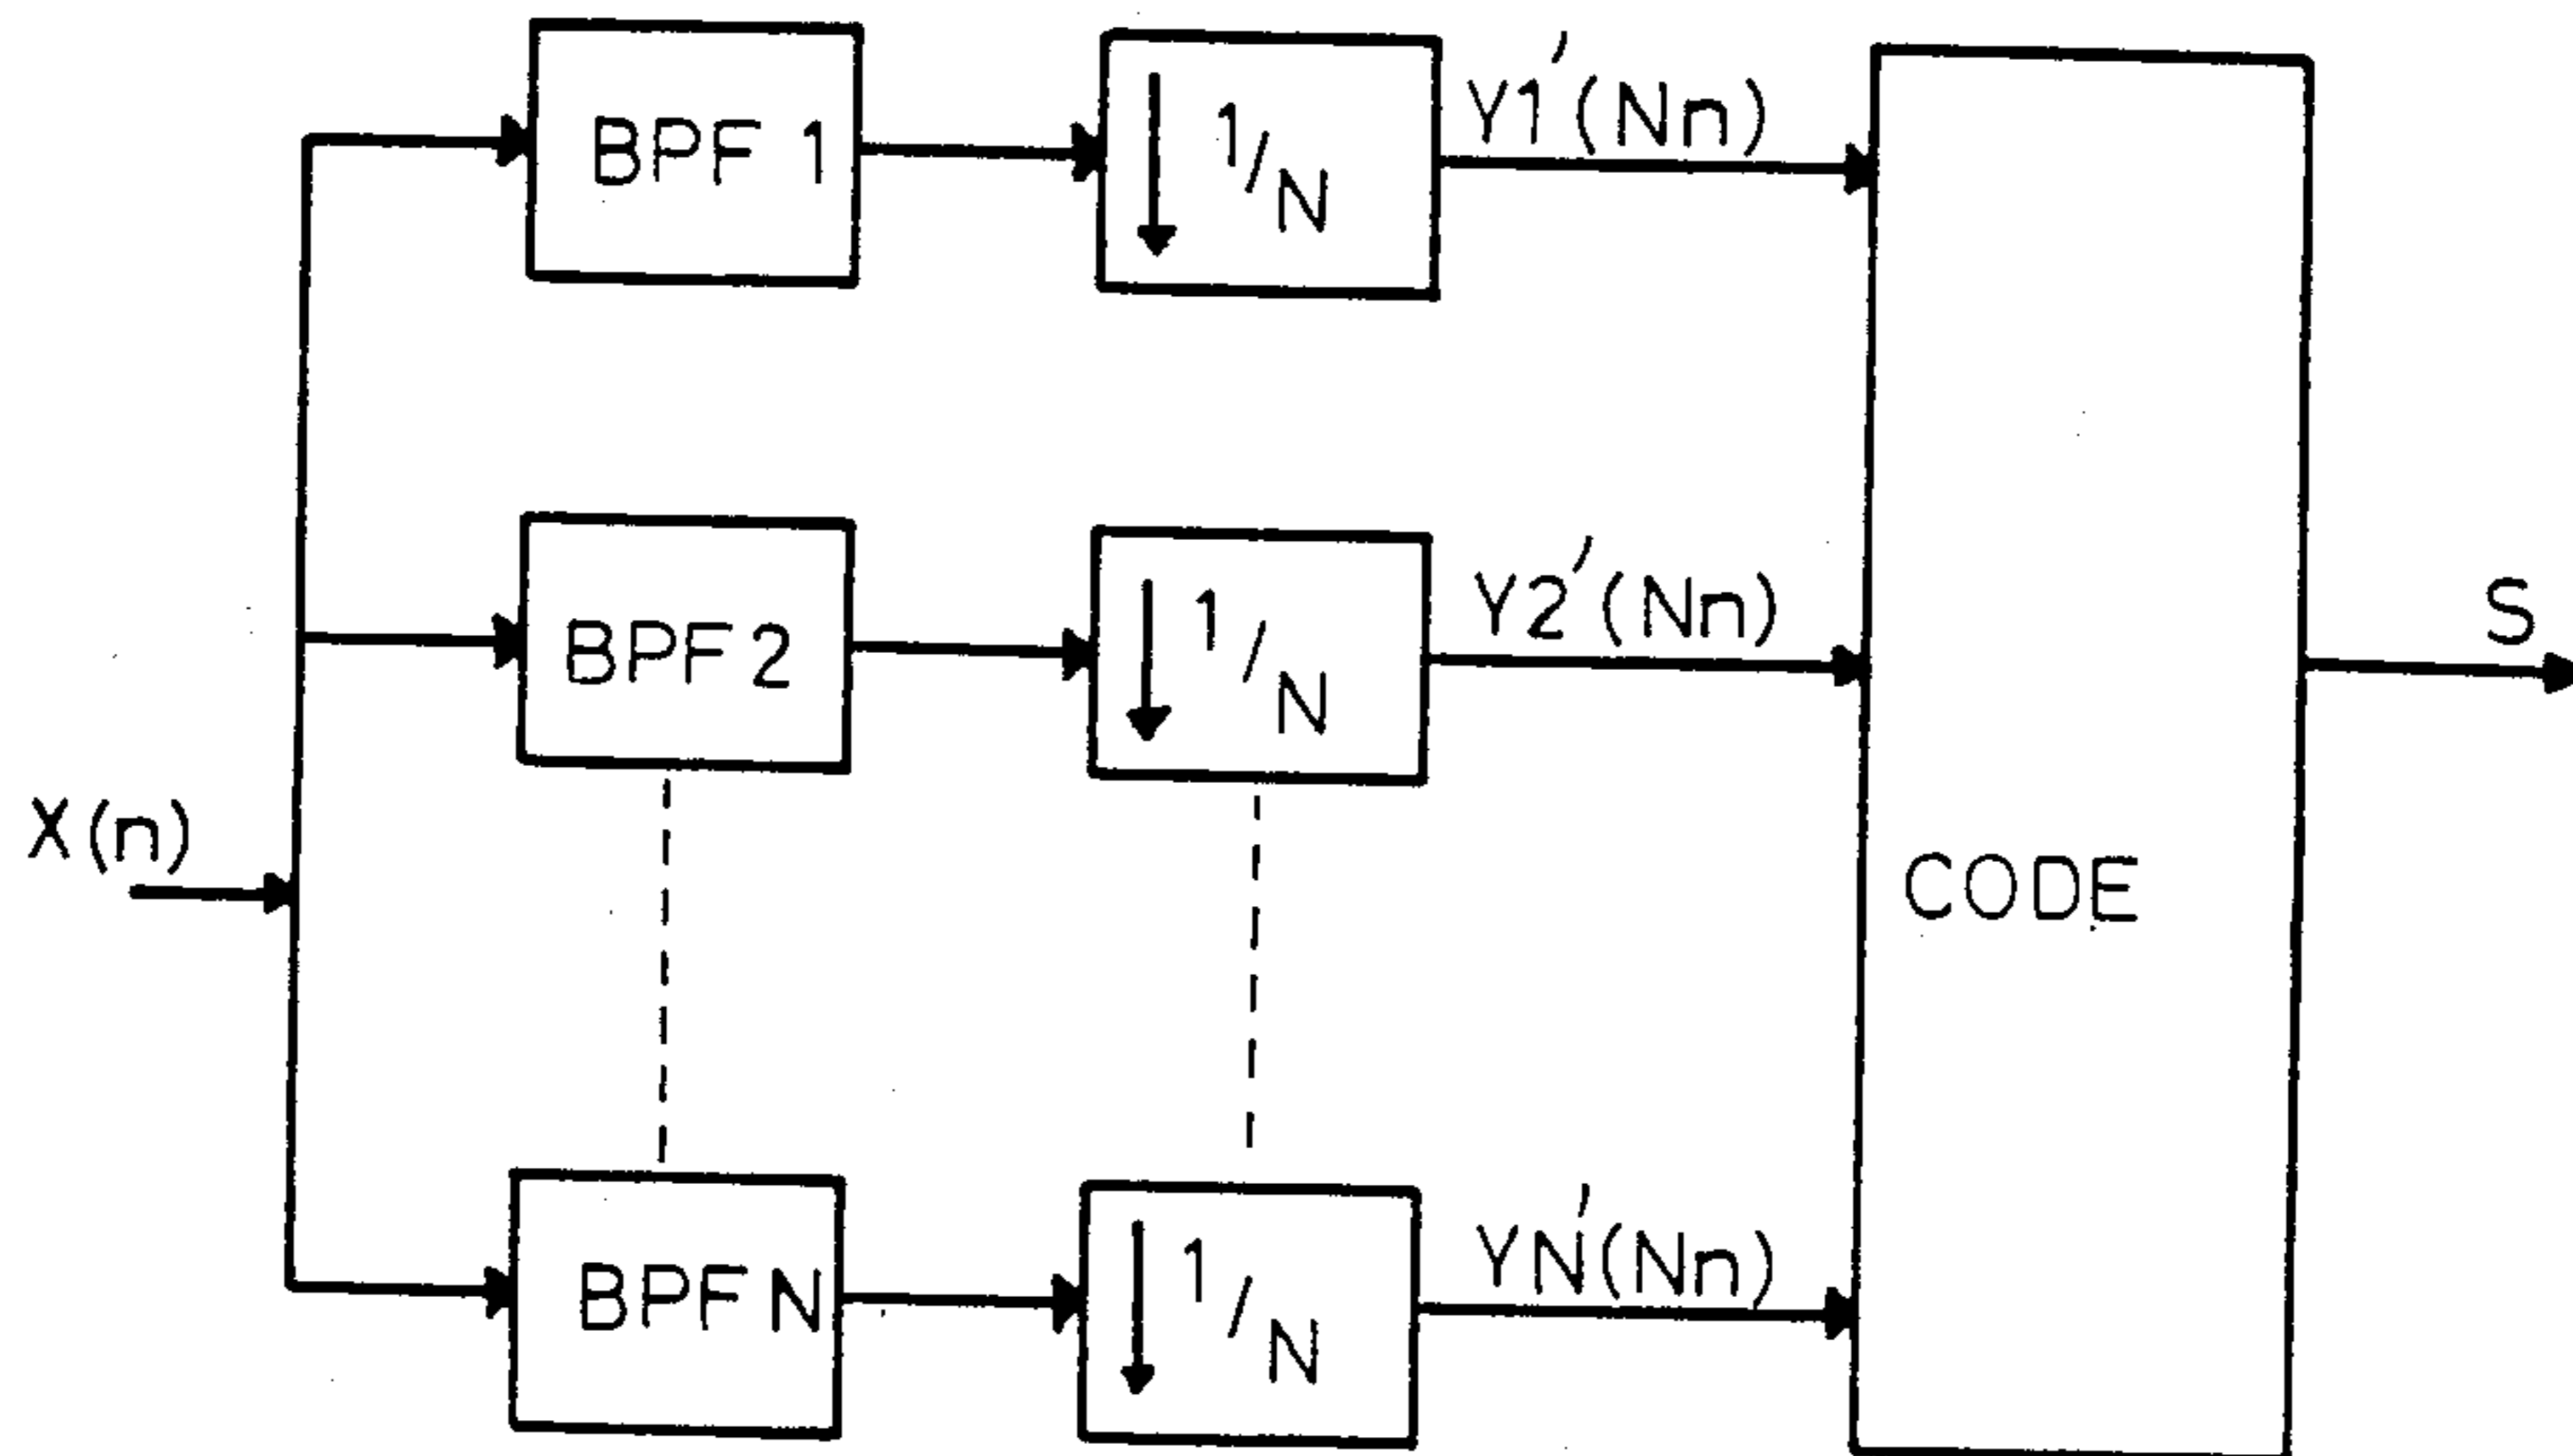 BPF 1
↓ 1/N
Y1'(Nn)
BPF 2
↓ 1/N
Y2'(Nn)
S
X(n)
CODE
BPF N
↓ 1/N
YN'(Nn)